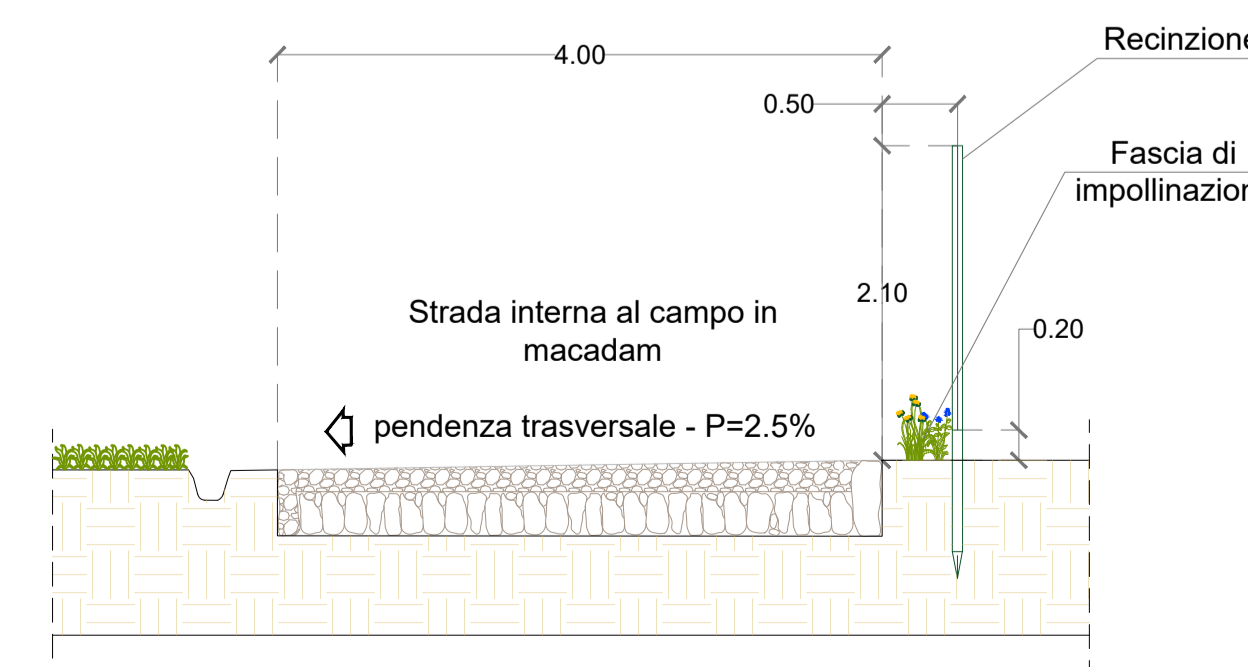 4.00
Recinzione
0.50
Fascia di
impollinazion
2.10
Strada interna al campo in
macadam
0.20
pendenza trasversale - P=2.5%